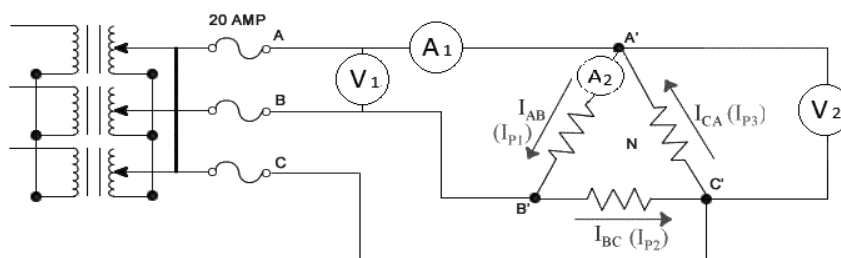 20 AMP
A
A₁
A'
V₁
A₂
I_AB
(I_P1)
I_CA (I_P3)
V₂
B
N
C
B'
C'
I_BC (I_P2)